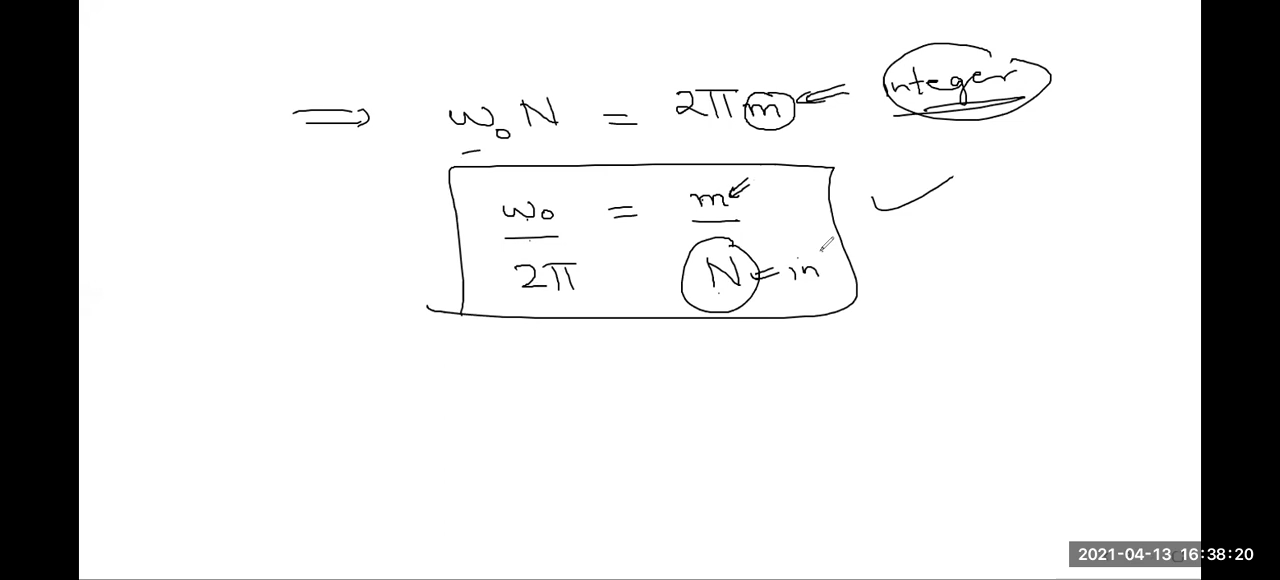 ⇒ ω₀N = 2πm ⇐ integer
ω₀/2π = m/N = in
2021-04-13 16:38:20